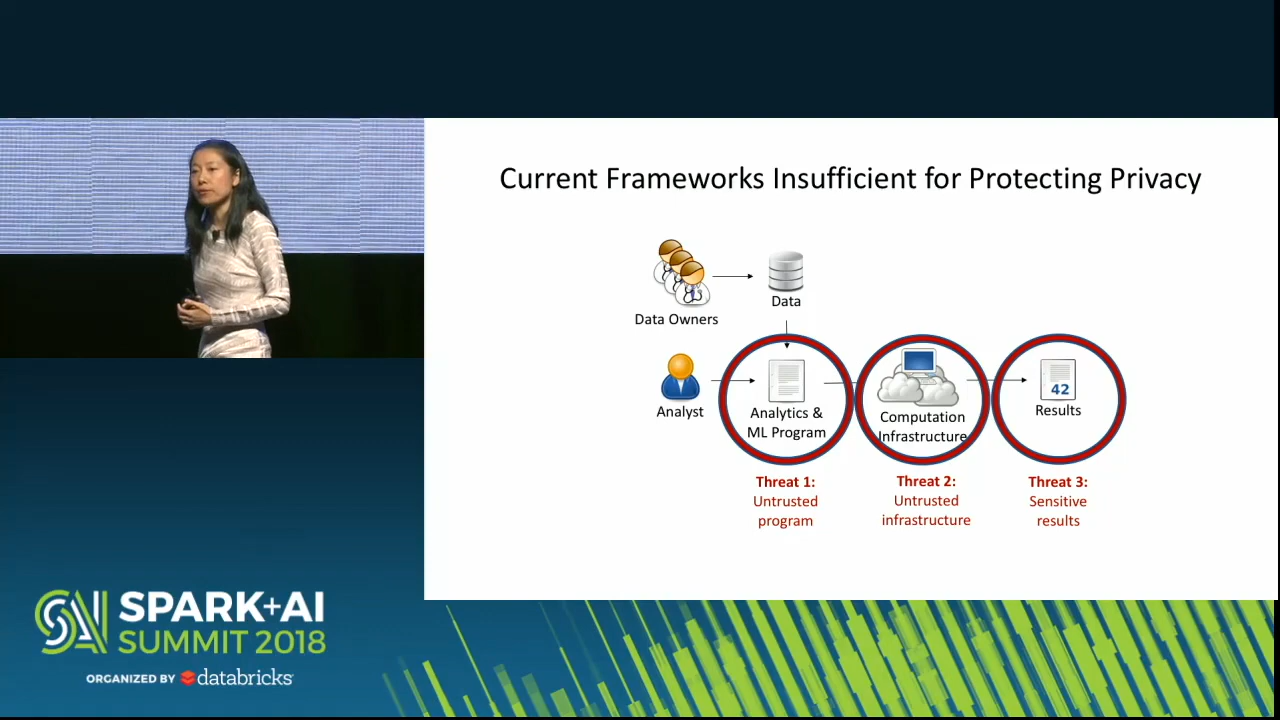 Current Frameworks Insufficient for Protecting Privacy
Data
Data Owners
42
Analyst
Analytics &
ML Program
Computation
Infrastructure
Results
Threat 1:
Untrusted
program
Threat 2:
Untrusted
infrastructure
Threat 3:
Sensitive
results
SAI SPARK+AI
SUMMIT 2018
ORGANIZED BY databricks